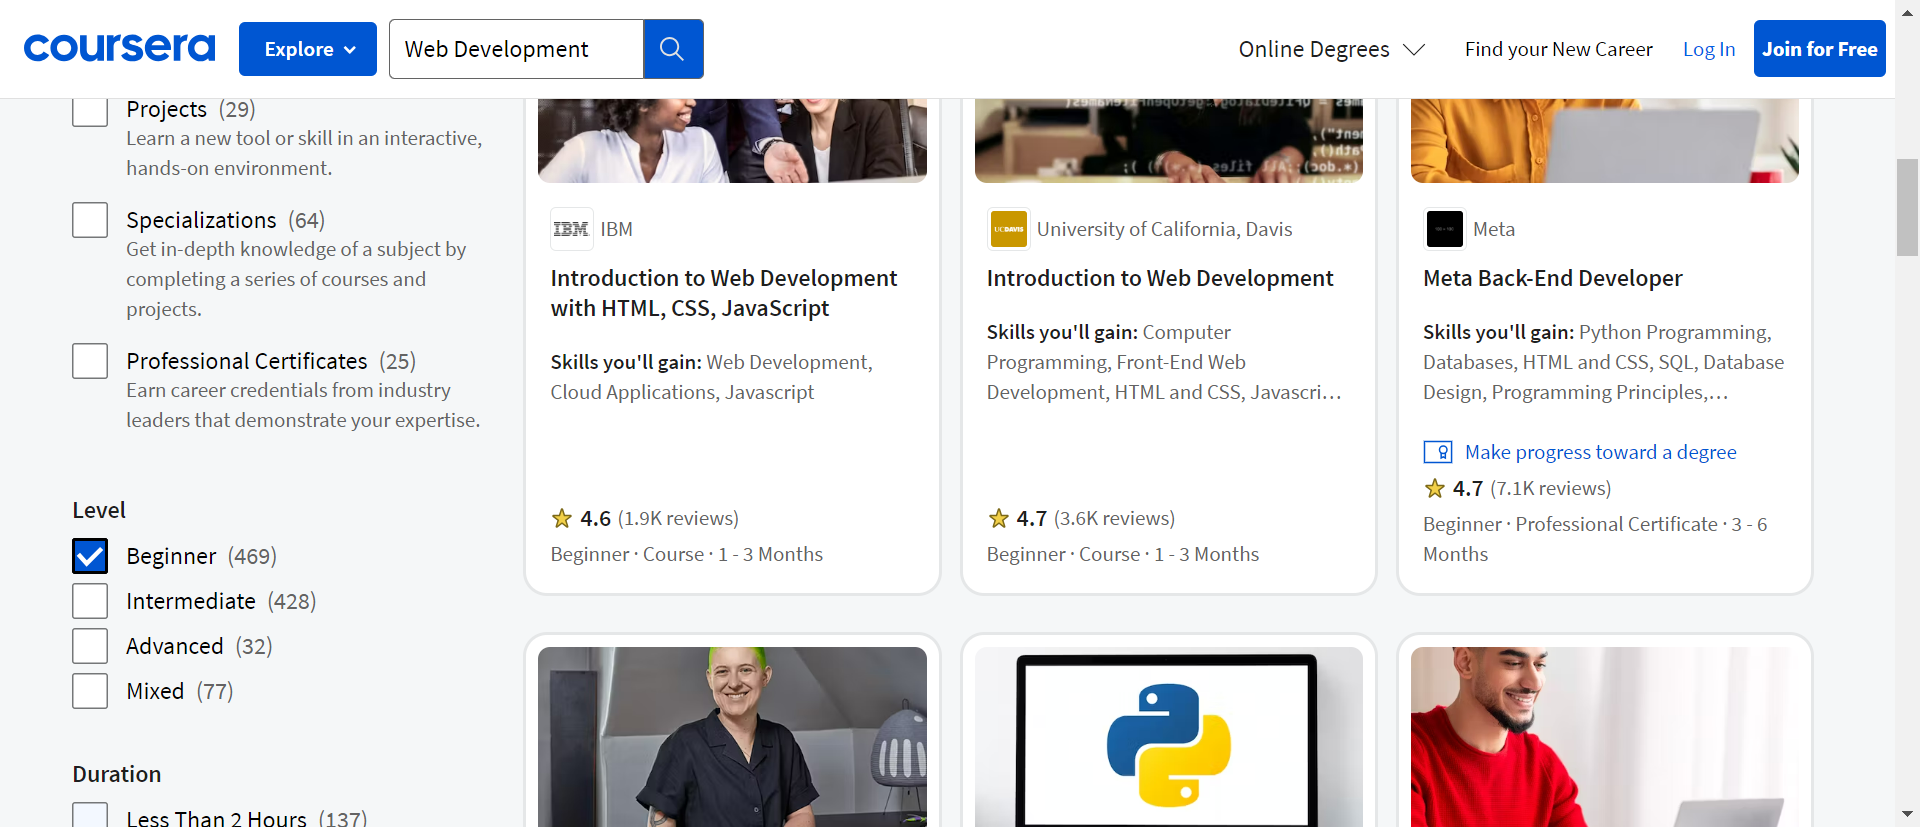 coursera
Explore
Web Development
Online Degrees
Find your New Career
Log In
Join for Free
Projects (29)
Learn a new tool or skill in an interactive,
hands-on environment.
Specializations (64)
Get in-depth knowledge of a subject by
completing a series of courses and
projects.
Professional Certificates (25)
Earn career credentials from industry
leaders that demonstrate your expertise.
Level
Beginner (469)
Intermediate (428)
Advanced (32)
Mixed (77)
Duration
Less Than 2 Hours (137)
IBM
IBM
Introduction to Web Development
with HTML, CSS, JavaScript
Skills you'll gain: Web Development,
Cloud Applications, Javascript
4.6 (1.9K reviews)
Beginner · Course · 1 - 3 Months
UCDAVIS
University of California, Davis
Introduction to Web Development
Skills you'll gain: Computer
Programming, Front-End Web
Development, HTML and CSS, Javascri...
4.7 (3.6K reviews)
Beginner · Course · 1 - 3 Months
Meta
Meta Back-End Developer
Skills you'll gain: Python Programming,
Databases, HTML and CSS, SQL, Database
Design, Programming Principles,...
Make progress toward a degree
4.7 (7.1K reviews)
Beginner · Professional Certificate · 3 - 6
Months